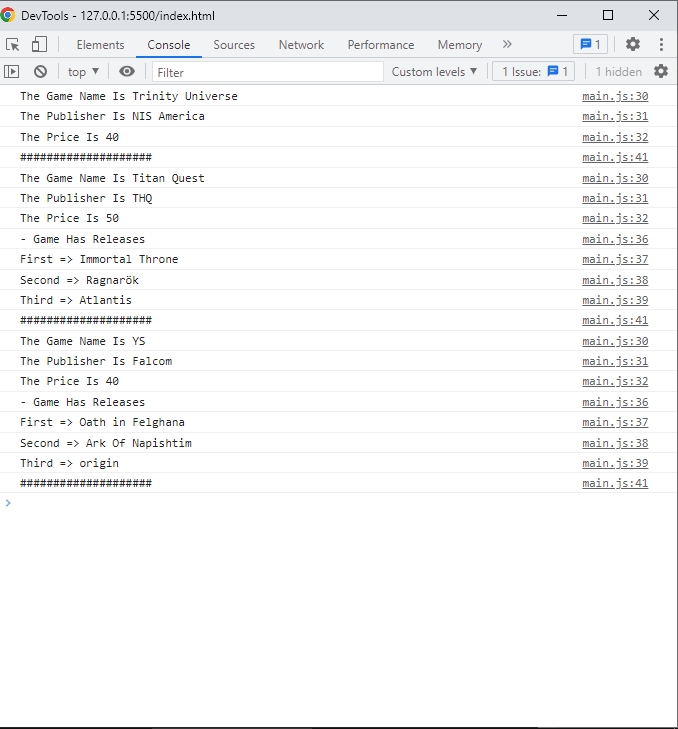 DevTools - 127.0.0.1:5500/index.html
Elements Console Sources Network Performance Memory » 1
top ▼ Filter Custom levels ▼ 1 Issue: 1 1 hidden
The Game Name Is Trinity Universe main.js:30
The Publisher Is NIS America main.js:31
The Price Is 40 main.js:32
#################### main.js:41
The Game Name Is Titan Quest main.js:30
The Publisher Is THQ main.js:31
The Price Is 50 main.js:32
- Game Has Releases main.js:36
First => Immortal Throne main.js:37
Second => Ragnarök main.js:38
Third => Atlantis main.js:39
#################### main.js:41
The Game Name Is YS main.js:30
The Publisher Is Falcom main.js:31
The Price Is 40 main.js:32
- Game Has Releases main.js:36
First => Oath in Felghana main.js:37
Second => Ark Of Napishtim main.js:38
Third => origin main.js:39
#################### main.js:41
>